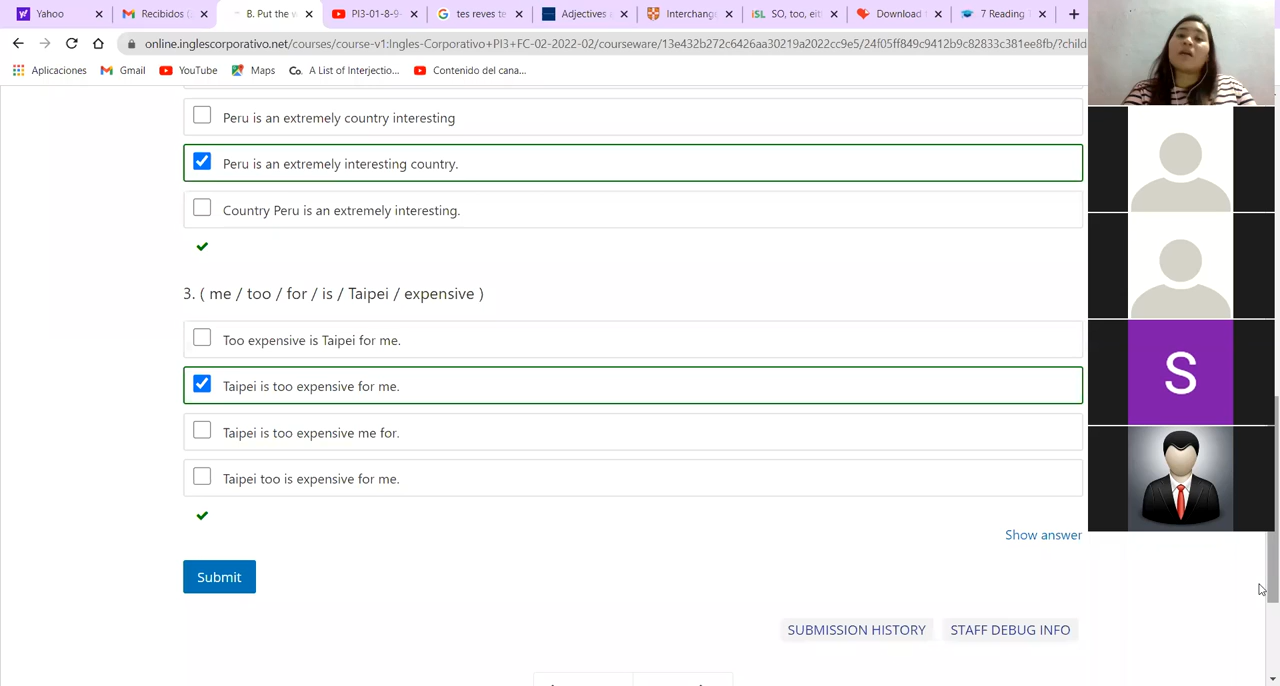 Yahoo
Recibidos (
B. Put the w
PI3-01-8-9-
tes reves te
Adjectives a
Interchange
SO, too, eith
Download f
7 Reading T
online.inglescorporativo.net/courses/course-v1:Ingles-Corporativo+PI3+FC-02-2022-02/courseware/13e432b272c6426aa30219a2022cc9e5/24f05ff849c9412b9c82833c381ee8fb/?child
Aplicaciones
Gmail
YouTube
Maps
Co. A List of Interjectio...
Contenido del cana...
Peru is an extremely country interesting
Peru is an extremely interesting country.
Country Peru is an extremely interesting.
3. ( me / too / for / is / Taipei / expensive )
Too expensive is Taipei for me.
Taipei is too expensive for me.
Taipei is too expensive me for.
Taipei too is expensive for me.
Show answer
Submit
SUBMISSION HISTORY
STAFF DEBUG INFO
S